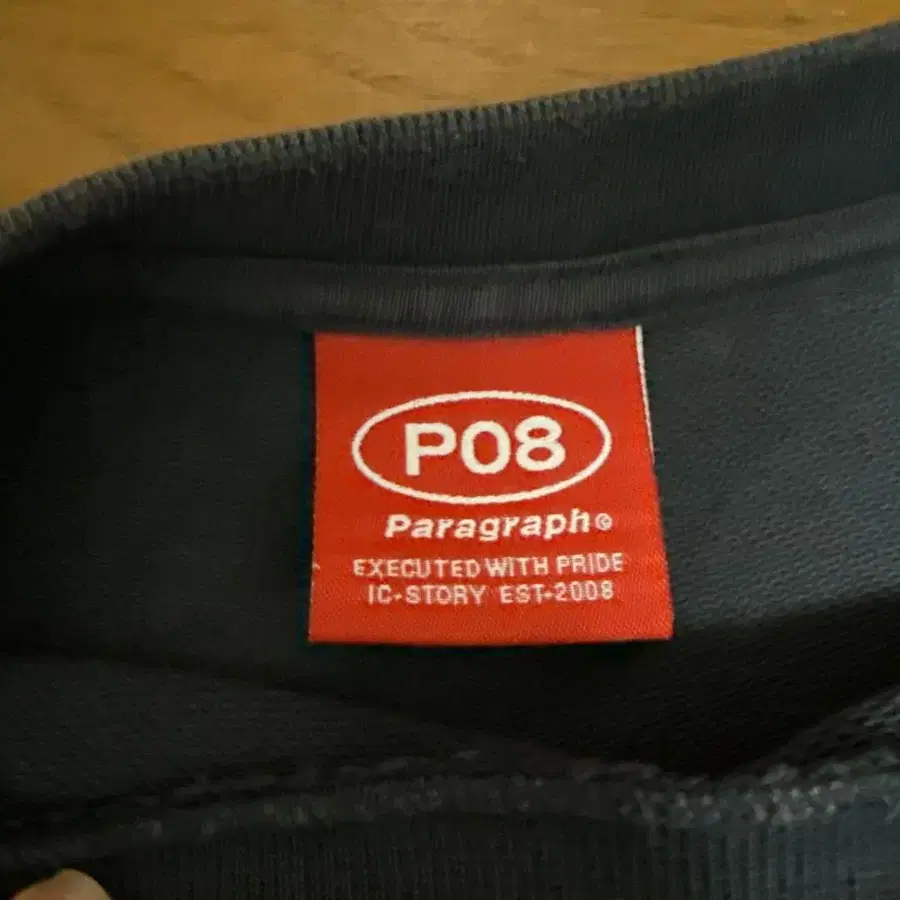 P08
Paragraph©
EXECUTED WITH PRIDE
IC-STORY EST-2008